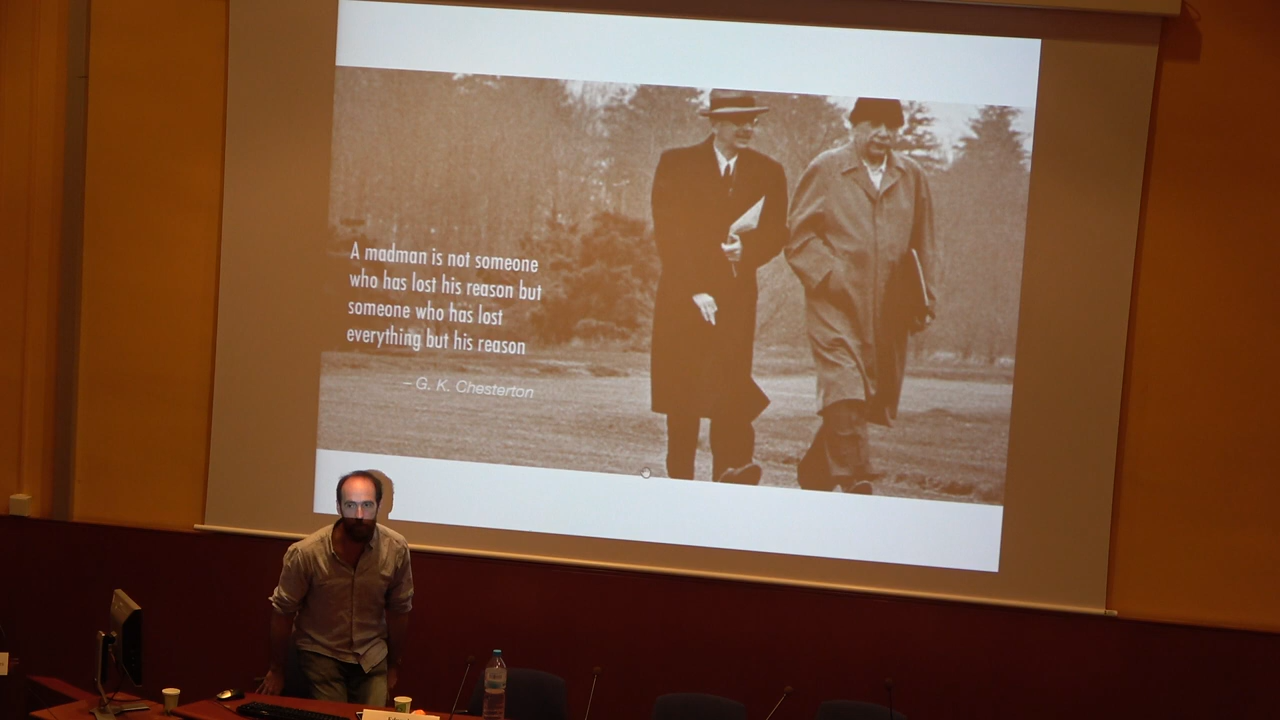 A madman is not someone
who has lost his reason but
someone who has lost
everything but his reason
– G. K. Chesterton